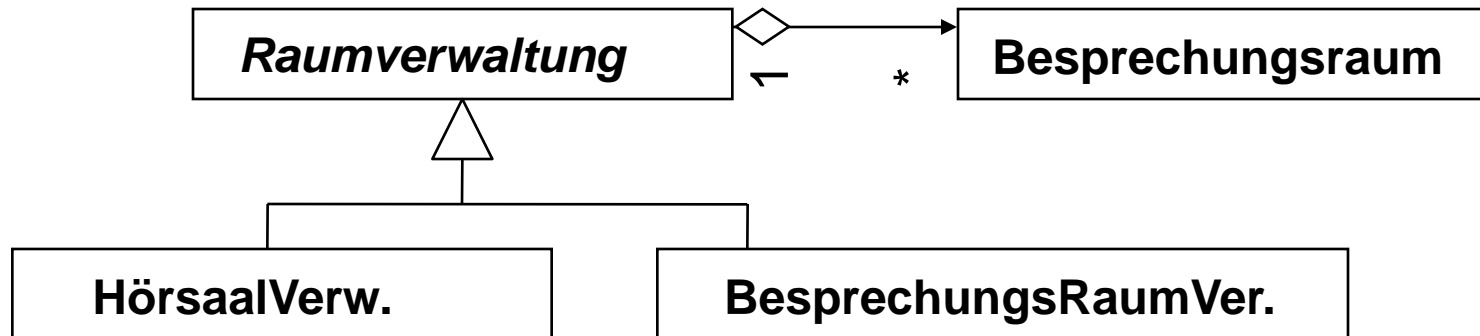 Raumverwaltung
Besprechungsraum
1
*
HörsaalVerw.
BesprechungsRaumVer.